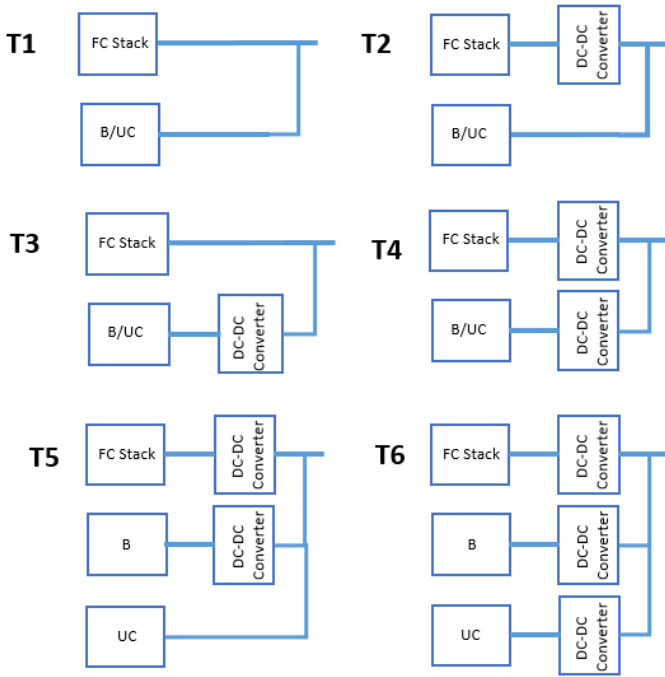 T1
FC Stack
B/UC
T2
FC Stack
DC-DC
Converter
B/UC
T3
FC Stack
B/UC
DC-DC
Converter
T4
FC Stack
DC-DC
Converter
B/UC
DC-DC
Converter
T5
FC Stack
DC-DC
Converter
B
DC-DC
Converter
UC
T6
FC Stack
DC-DC
Converter
B
DC-DC
Converter
UC
DC-DC
Converter